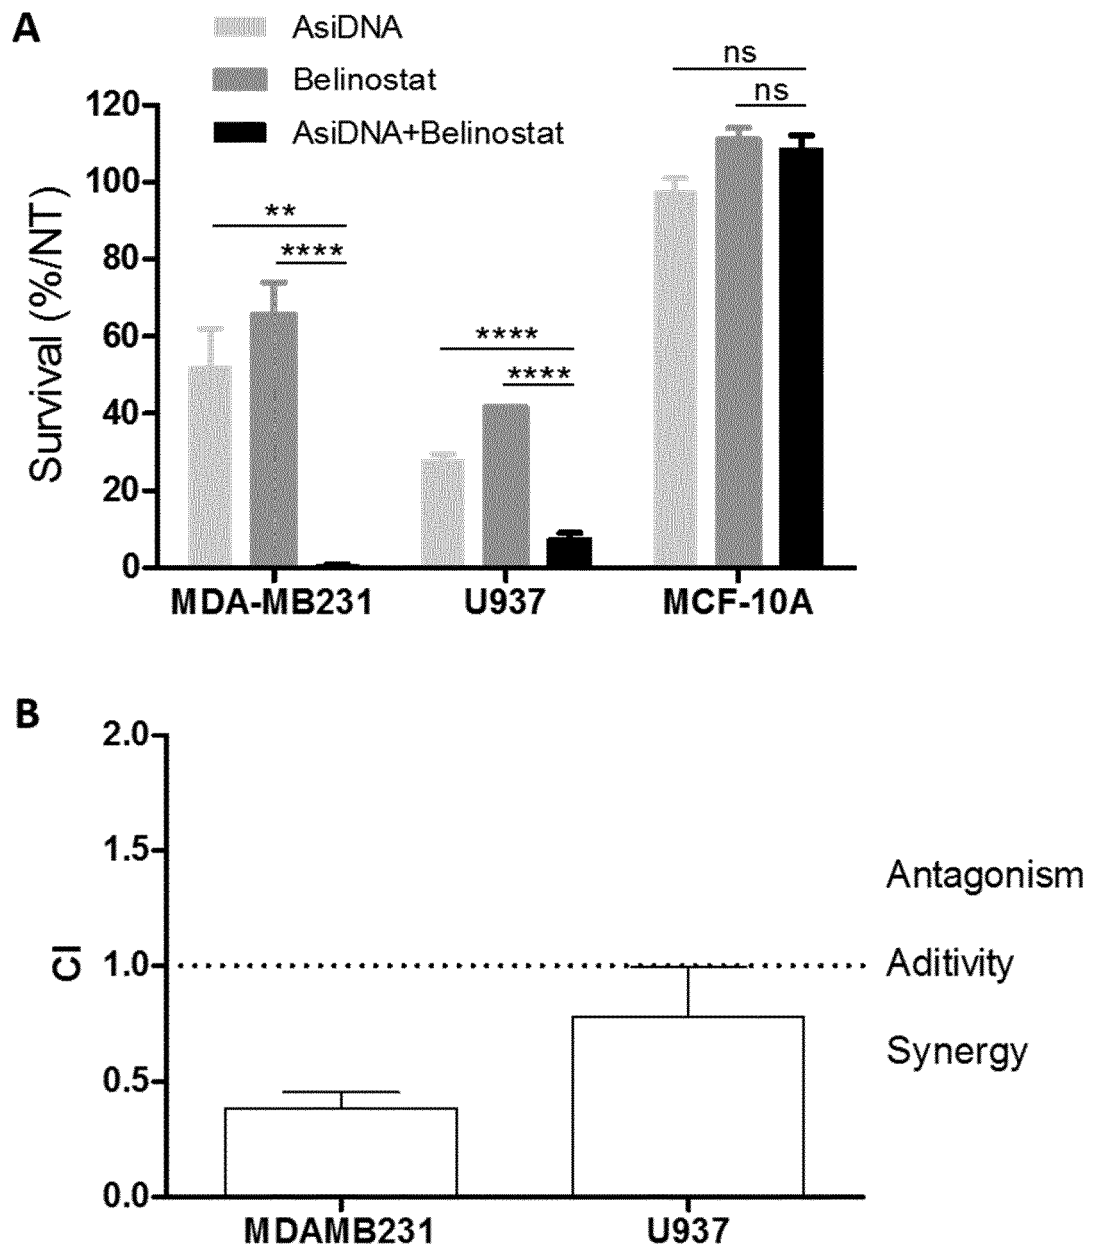 A
AsiDNA
Belinostat
AsiDNA+Belinostat
ns
ns
**
****
****
****
Survival (%/NT)
120
100
80
60
40
20
0
MDA-MB231 U937 MCF-10A
B
CI
2.0
1.5
1.0
0.5
0.0
Antagonism
Aditivity
Synergy
MDAMB231 U937